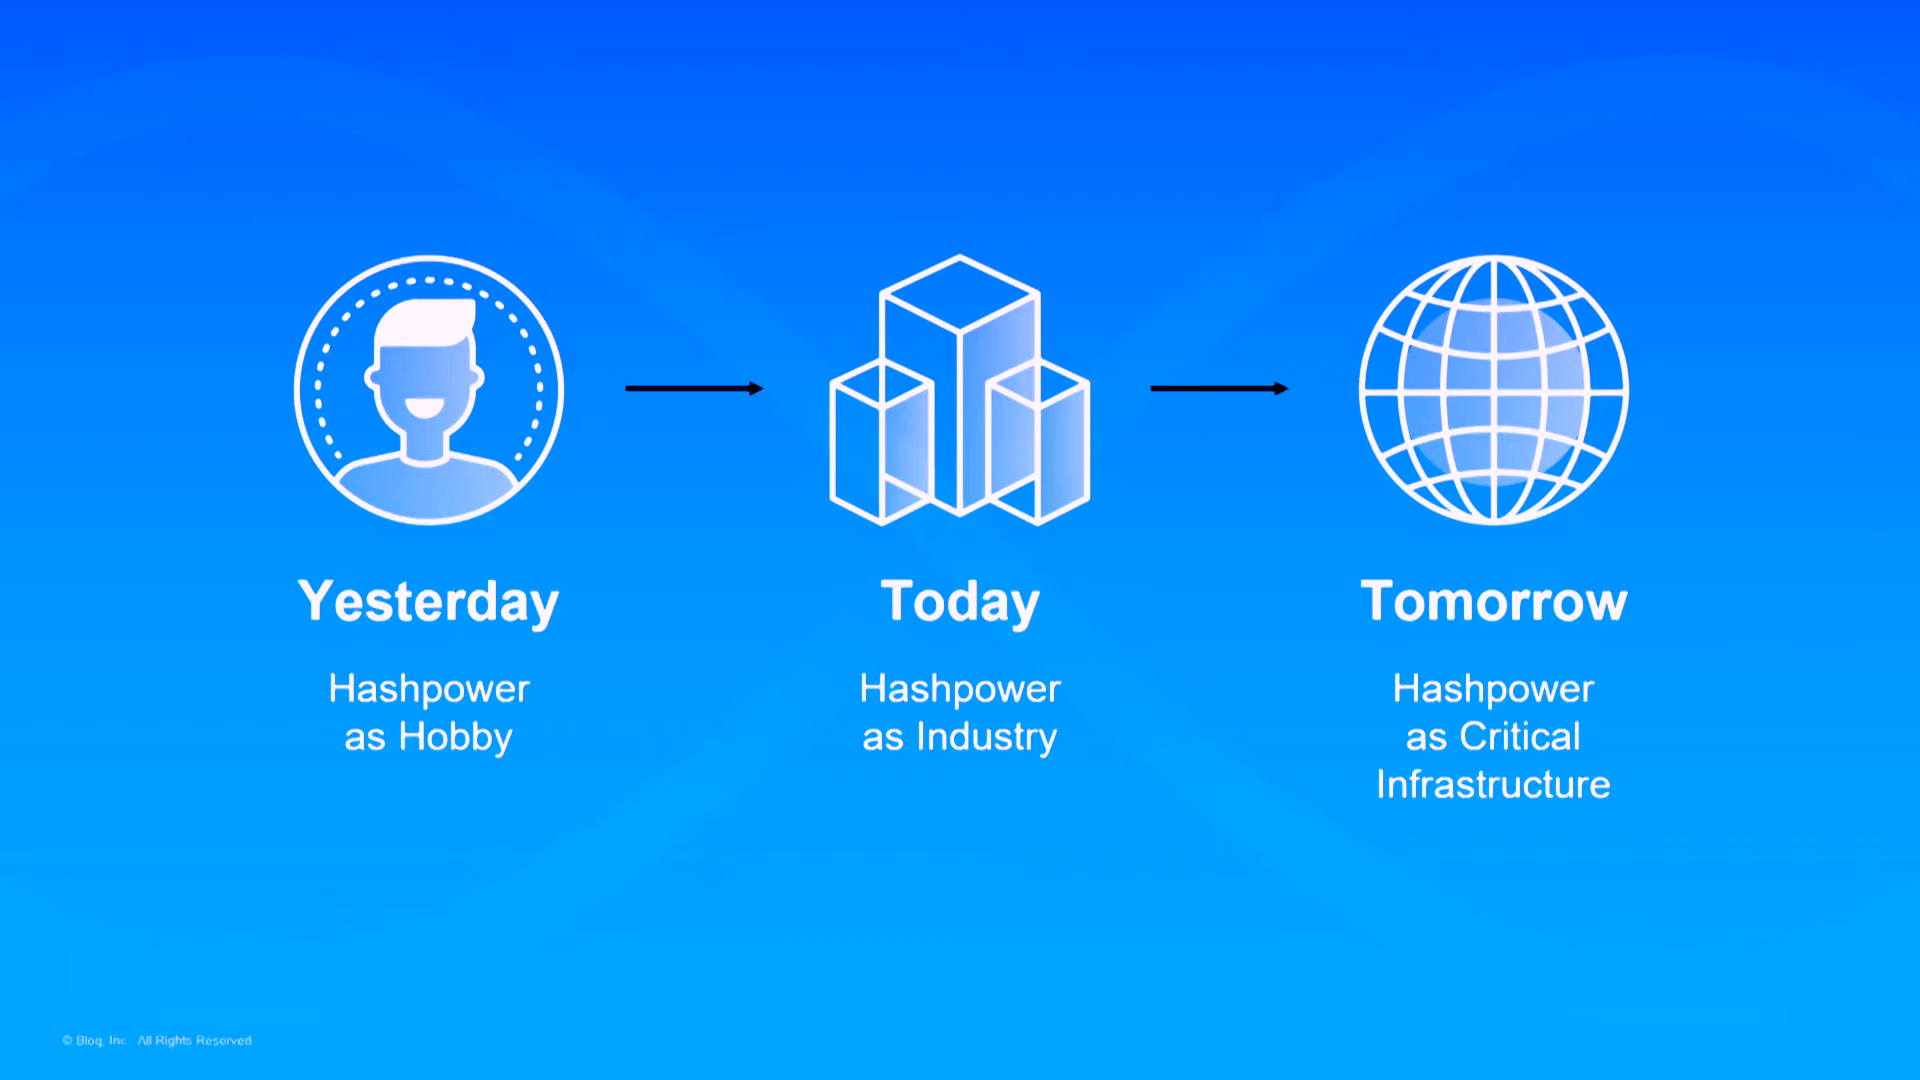 Yesterday
Hashpower
as Hobby
Today
Hashpower
as Industry
Tomorrow
Hashpower
as Critical
Infrastructure
© Bloq, Inc. All Rights Reserved